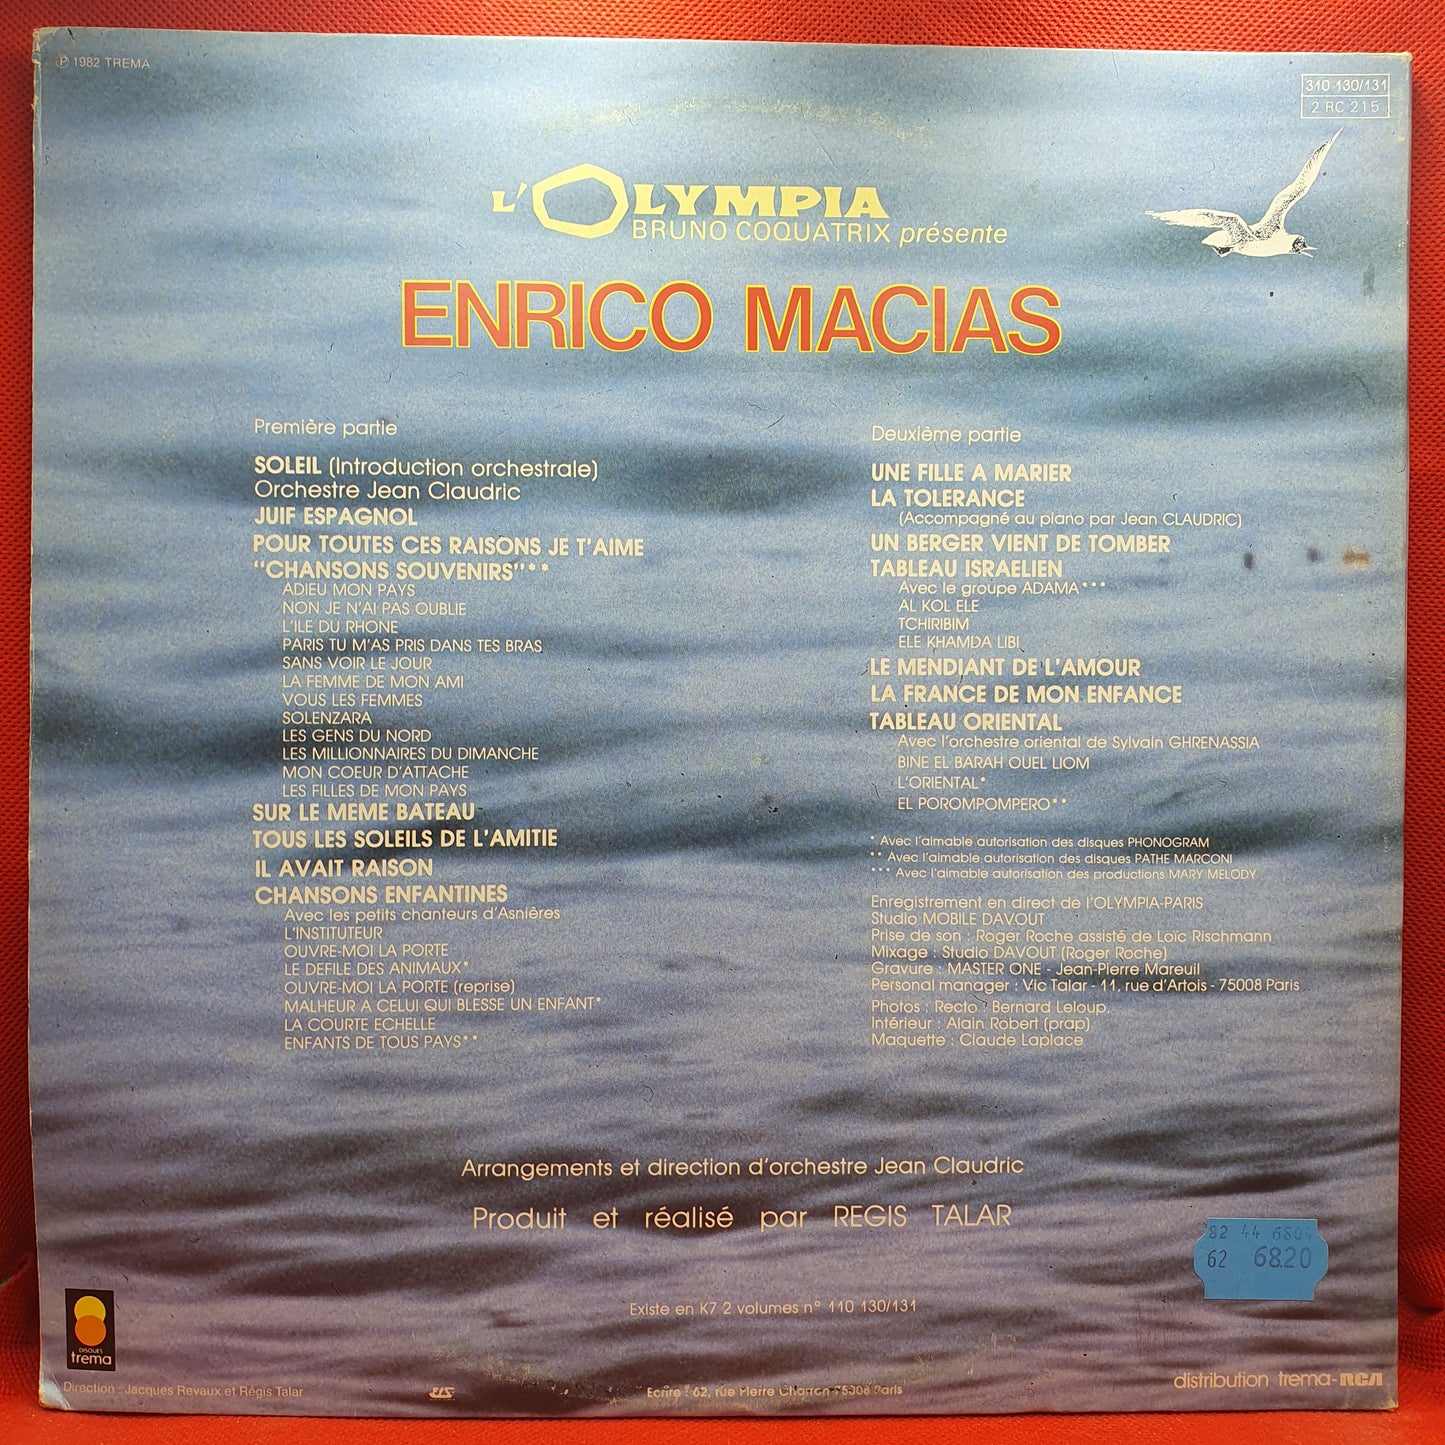 ℗ 1982 TREMA
310 130/131
2 RC 215
L'OLYMPIA
BRUNO COQUATRIX présente
ENRICO MACIAS
Première partie
SOLEIL (Introduction orchestrale)
Orchestre Jean Claudric
JUIF ESPAGNOL
POUR TOUTES CES RAISONS JE T'AIME
"CHANSONS SOUVENIRS"**
ADIEU MON PAYS
NON JE N'AI PAS OUBLIE
L'ILE DU RHONE
PARIS TU M'AS PRIS DANS TES BRAS
SANS VOIR LE JOUR
LA FEMME DE MON AMI
VOUS LES FEMMES
SOLENZARA
LES GENS DU NORD
LES MILLIONNAIRES DU DIMANCHE
MON COEUR D'ATTACHE
LES FILLES DE MON PAYS
SUR LE MEME BATEAU
TOUS LES SOLEILS DE L'AMITIE
IL AVAIT RAISON
CHANSONS ENFANTINES
Avec les petits chanteurs d'Asnières
L'INSTITUTEUR
OUVRE-MOI LA PORTE
LE DEFILE DES ANIMAUX*
OUVRE-MOI LA PORTE (reprise)
MALHEUR A CELUI QUI BLESSE UN ENFANT*
LA COURTE ECHELLE
ENFANTS DE TOUS PAYS**
Deuxième partie
UNE FILLE A MARIER
LA TOLERANCE
(Accompagné au piano par Jean CLAUDRIC)
UN BERGER VIENT DE TOMBER
TABLEAU ISRAELIEN
Avec le groupe ADAMA***
AL KOL ELE
TCHIRIBIM
ELE KHAMDA LIBI
LE MENDIANT DE L'AMOUR
LA FRANCE DE MON ENFANCE
TABLEAU ORIENTAL
Avec l'orchestre oriental de Sylvain GHRENASSIA
BINE EL BARAH OUEL LIOM
L'ORIENTAL*
EL POROMPOMPERO**
* Avec l'aimable autorisation des disques PHONOGRAM
** Avec l'aimable autorisation des disques PATHE MARCONI
*** Avec l'aimable autorisation des productions MARY MELODY
Enregistrement en direct de l'OLYMPIA-PARIS
Studio MOBILE DAVOUT
Prise de son : Roger Roche assisté de Loïc Rischmann
Mixage : Studio DAVOUT (Roger Roche)
Gravure : MASTER ONE - Jean-Pierre Mareuil
Personal manager : Vic Talar - 11, rue d'Artois - 75008 Paris
Photos : Recto : Bernard Leloup,
Intérieur : Alain Robert (prap)
Maquette : Claude Laplace
Arrangements et direction d'orchestre Jean Claudric
Produit et réalisé par REGIS TALAR
82 44 6804
62 68.20
Existe en K7 2 volumes n° 110 130/131
DISQUES
trema
Direction : Jacques Revaux et Régis Talar
Ecrire : 62, rue Pierre Charron 75008 Paris
distribution trema-RCA